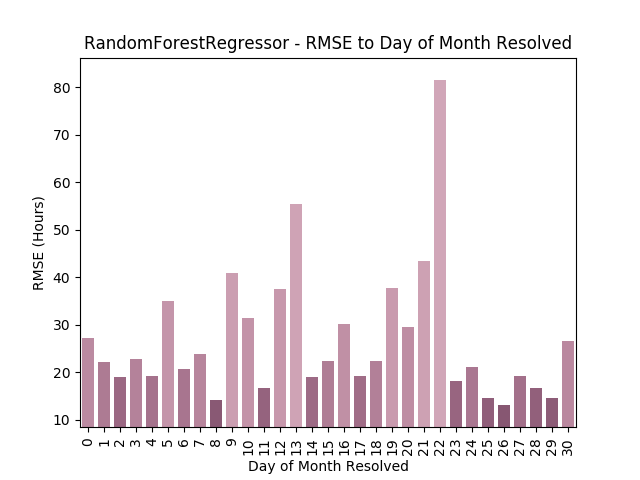 RandomForestRegressor - RMSE to Day of Month Resolved
RMSE (Hours)
80
70
60
50
40
30
20
10
0 1 2 3 4 5 6 7 8 9 10 11 12 13 14 15 16 17 18 19 20 21 22 23 24 25 26 27 28 29 30
Day of Month Resolved